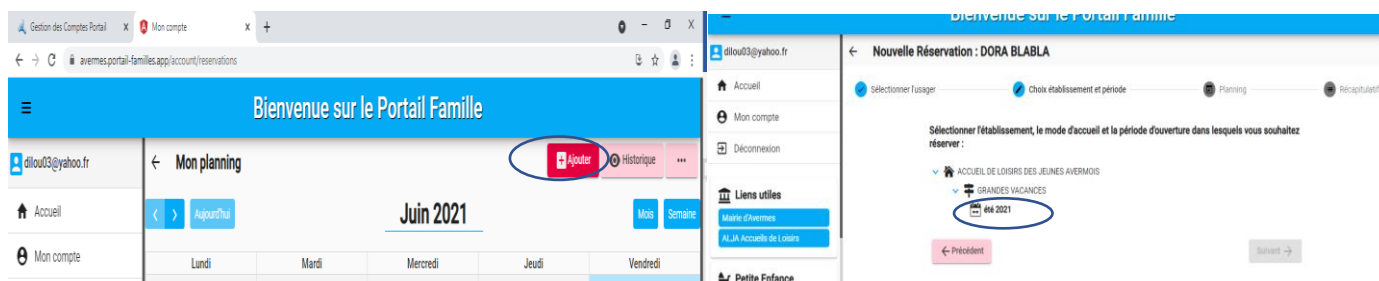 Gestion des Comptes Portail x
Mon compte x +
avermes.portail-familles.app/account/reservations
Bienvenue sur le Portail Famille
dilou03@yahoo.fr
Mon planning
Ajouter
Historique
Accueil
Aujourd'hui
Juin 2021
Mois
Semaine
Mon compte
Lundi Mardi Mercredi Jeudi Vendredi
Bienvenue sur le Portail Famille
dilou03@yahoo.fr
Nouvelle Réservation : DORA BLABLA
Accueil
Mon compte
Déconnexion
Liens utiles
Mairie d'Avermes
ALJA Accueils de Loisirs
Petite Enfance
Sélectionner l'usager
Choix établissement et période
Planning
Récapitulatif
Sélectionner l'établissement, le mode d'accueil et la période d'ouverture dans lesquels vous souhaitez
réserver :
ACCUEIL DE LOISIRS DES JEUNES AVERMOIS
GRANDES VACANCES
été 2021
Précédent
Suivant